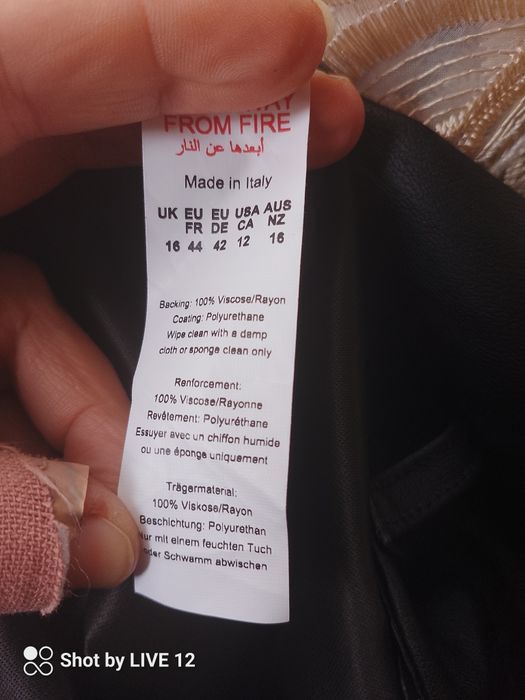 FROM FIRE
أبعدها عن النار
Made in Italy
UK EU EU USA AUS
FR DE CA NZ
16 44 42 12 16
Backing: 100% Viscose/Rayon
Coating: Polyurethane
Wipe clean with a damp
cloth or sponge clean only
Renforcement:
100% Viscose/Rayonne
Revêtement: Polyuréthane
Essuyer avec un chiffon humide
ou une éponge uniquement
Trägermaterial:
100% Viskose/Rayon
Beschichtung: Polyurethan
Nur mit einem feuchten Tuch
oder Schwamm abwischen
Shot by LIVE 12